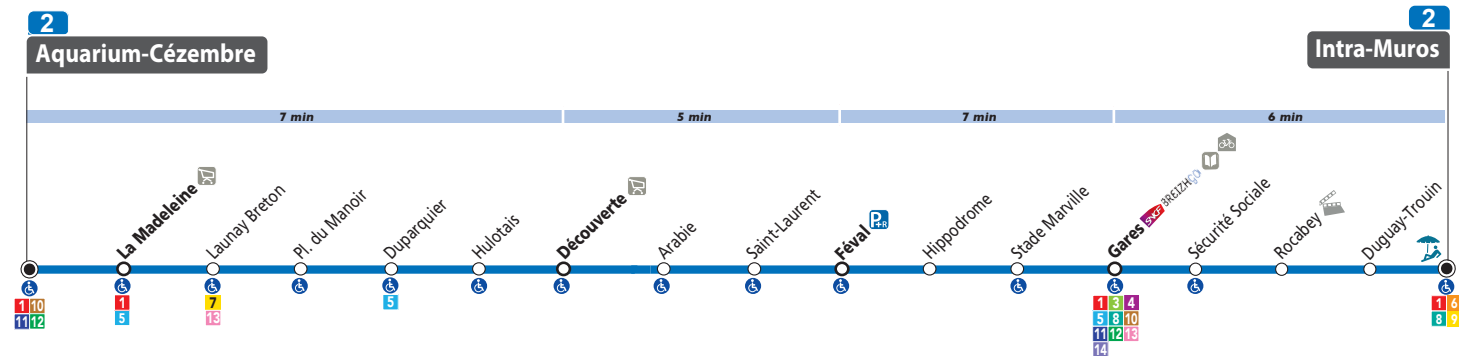 2
2
Aquarium-Cézembre
Intra-Muros
7 min
5 min
7 min
6 min
La Madeleine
Launay Breton
Pl. du Manoir
Duparquier
Hulotais
Découverte
Arabie
Saint-Laurent
Féval P+R
Hippodrome
Stade Marville
Gares SNCF BREIZHGO
Sécurité Sociale
Rocabey
Duguay-Trouin
1 10
11 12
1
5
7
13
5
1 3 4
5 8 10
11 12 13
14
1 6
8 9